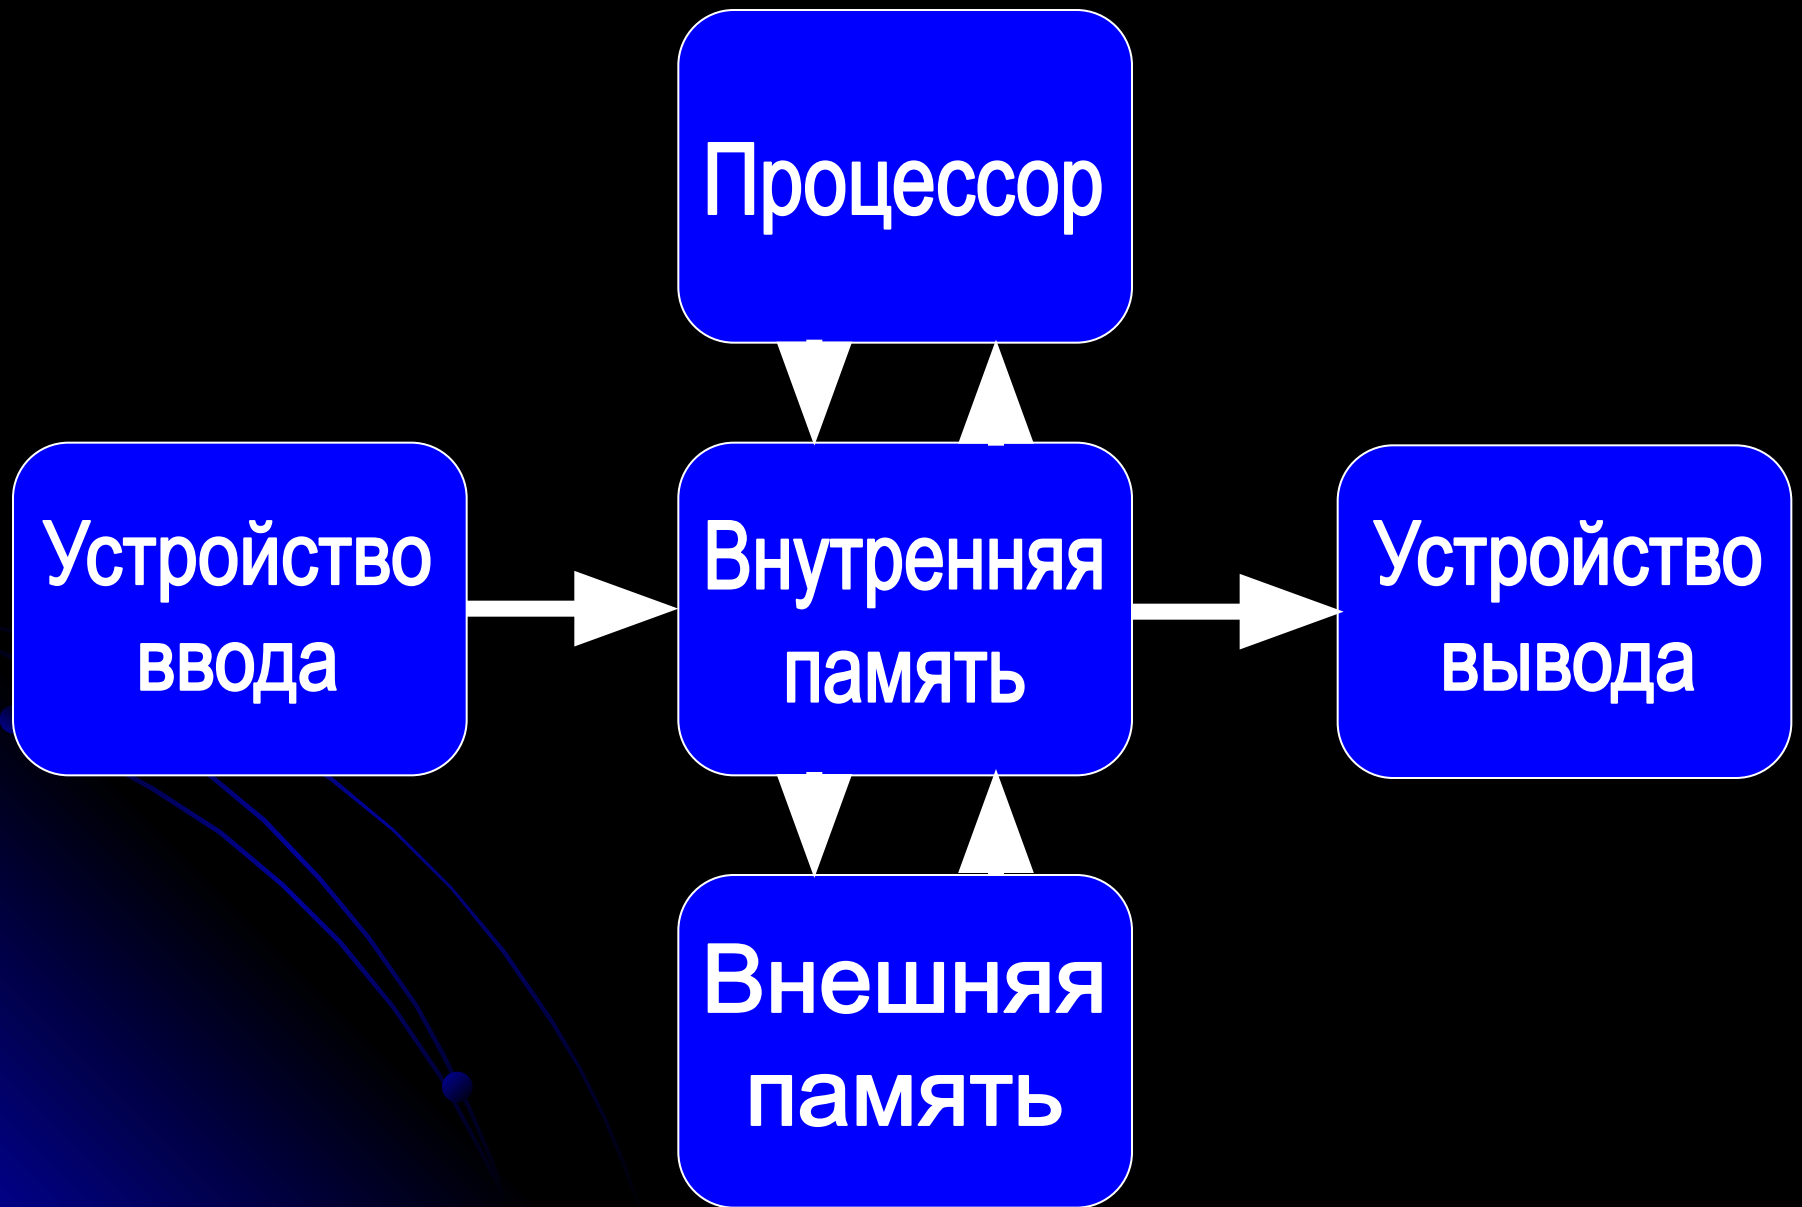 Процессор
Устройство
ввода
Внутренняя
память
Устройство
вывода
Внешняя
память